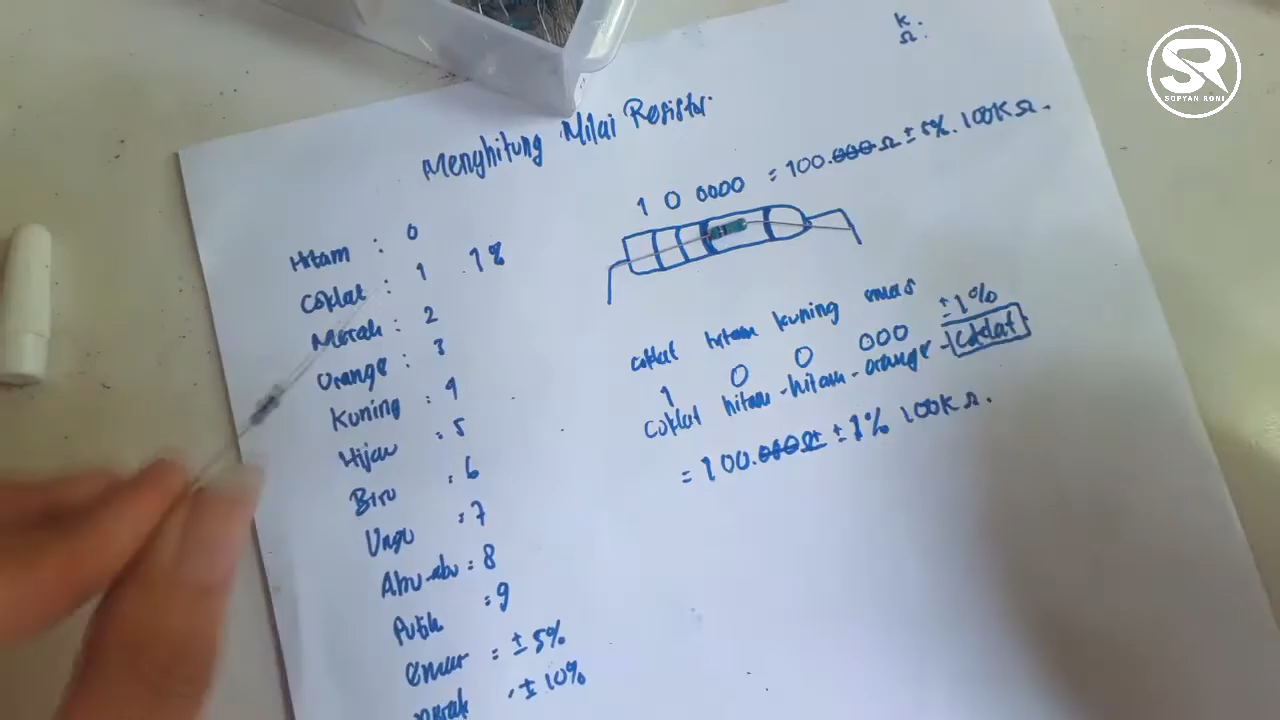 SR
SOPYAN RONI
K
Ω.
Menghitung Nilai Resistor.
1 0 0000 = 100.000 Ω ± 5%. 100K Ω.
Hitam : 0
Coklat : 1 1%
Merah : 2
Orange : 3
Kuning : 4
Hijau : 5
Biru : 6
Ungu : 7
Abu-abu : 8
Putih : 9
Emas = ± 5%
± 10%
coklat hitam kuning emas
1 0 0 000 ± 1%
coklat hitam - hitam - orange - coklat
= 100.000 Ω ± ± 1% 100K Ω.